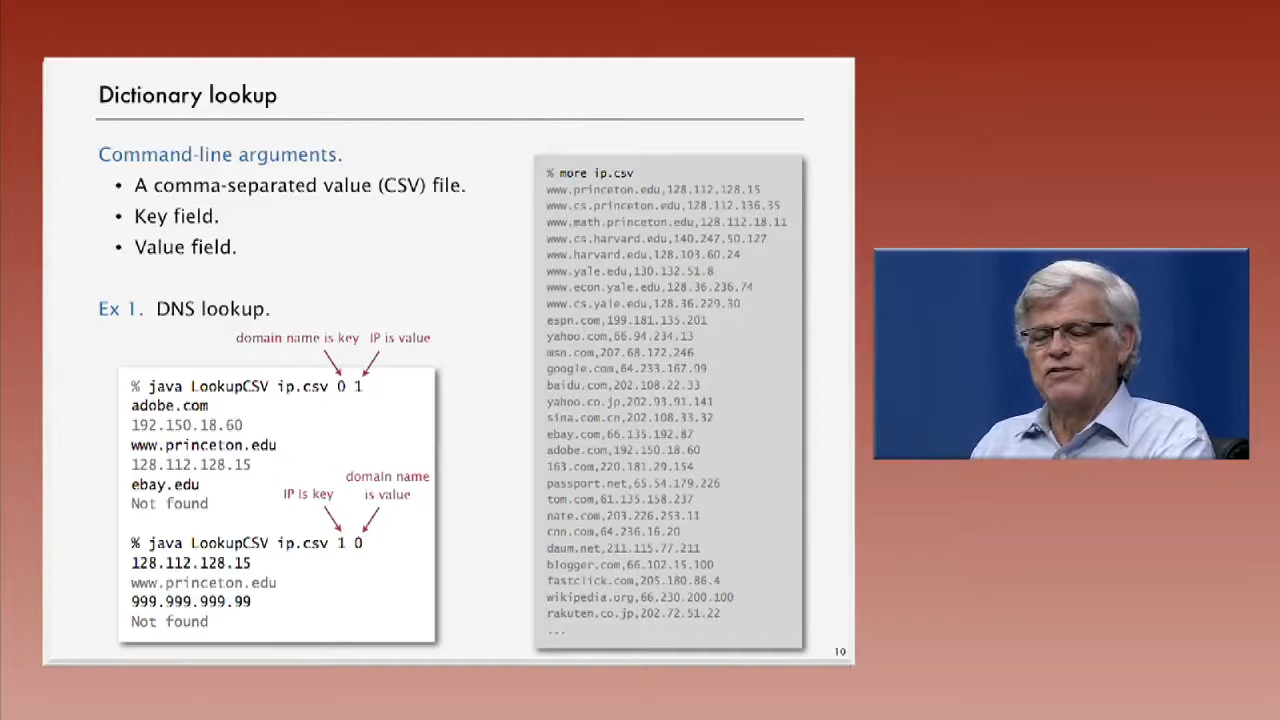 Dictionary lookup
Command-line arguments.
• A comma-separated value (CSV) file.
• Key field.
• Value field.
Ex 1. DNS lookup.
domain name is key IP is value
% java LookupCSV ip.csv 0 1
adobe.com
192.150.18.60
www.princeton.edu
128.112.128.15
ebay.edu
Not found
IP is key
domain name
is value
% java LookupCSV ip.csv 1 0
128.112.128.15
www.princeton.edu
999.999.999.99
Not found
% more ip.csv
www.princeton.edu,128.112.128.15
www.cs.princeton.edu,128.112.136.35
www.math.princeton.edu,128.112.18.11
www.cs.harvard.edu,140.247.50.127
www.harvard.edu,128.103.60.24
www.yale.edu,130.132.51.8
www.econ.yale.edu,128.36.236.74
www.cs.yale.edu,128.36.229.30
espn.com,199.181.135.201
yahoo.com,66.94.234.13
msn.com,207.68.172.246
google.com,64.233.167.99
baidu.com,202.108.22.33
yahoo.co.jp,202.93.91.141
sina.com.cn,202.108.33.32
ebay.com,66.135.192.87
adobe.com,192.150.18.60
163.com,220.181.29.154
passport.net,65.54.179.226
tom.com,61.135.158.237
nate.com,203.226.253.11
cnn.com,64.236.16.20
daum.net,211.115.77.211
blogger.com,66.102.15.100
fastclick.com,205.180.86.4
wikipedia.org,66.230.200.100
rakuten.co.jp,202.72.51.22
...
10